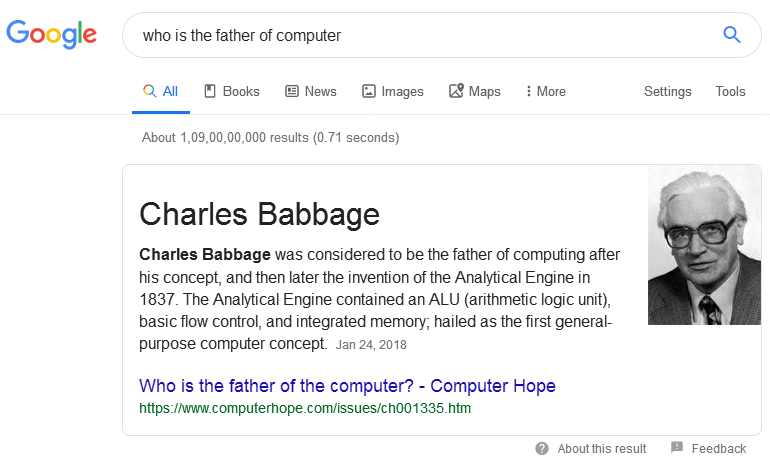 Google
who is the father of computer
All Books News Images Maps More Settings Tools
About 1,09,00,00,000 results (0.71 seconds)
Charles Babbage
Charles Babbage was considered to be the father of computing after
his concept, and then later the invention of the Analytical Engine in
1837. The Analytical Engine contained an ALU (arithmetic logic unit),
basic flow control, and integrated memory; hailed as the first general-
purpose computer concept. Jan 24, 2018
Who is the father of the computer? - Computer Hope
https://www.computerhope.com/issues/ch001335.htm
About this result Feedback